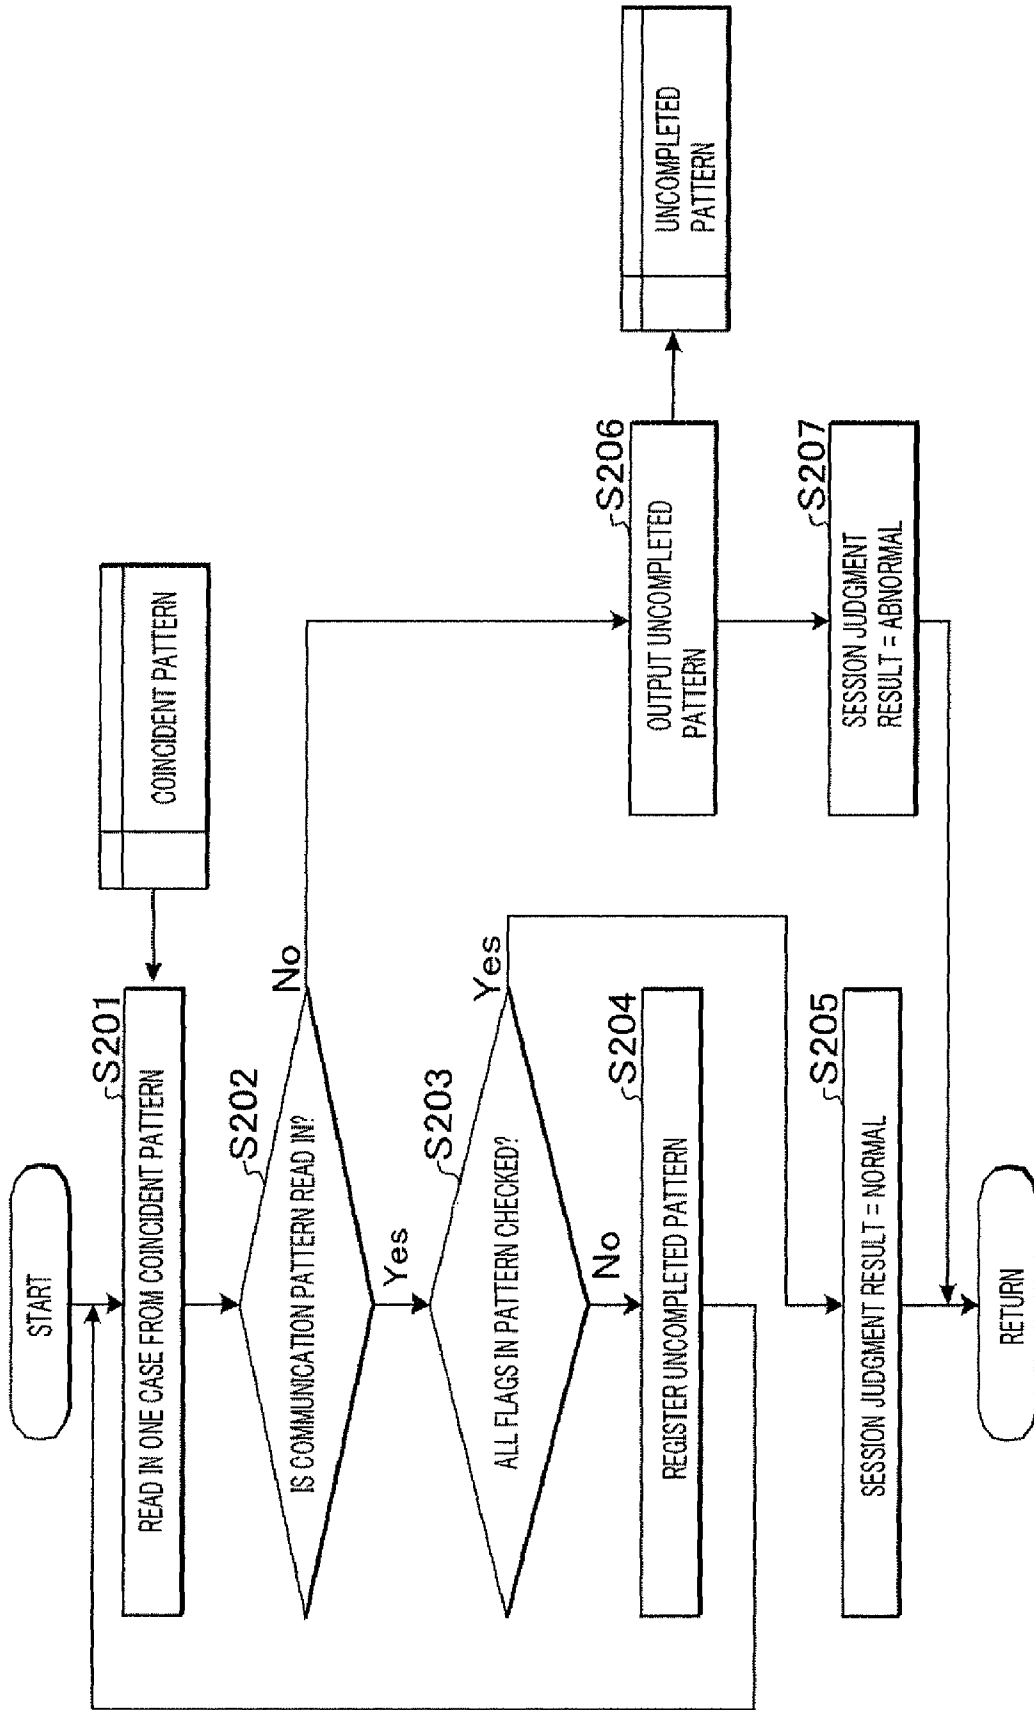 START
S201
READ IN ONE CASE FROM COINCIDENT PATTERN
COINCIDENT PATTERN
S202
IS COMMUNICATION PATTERN READ IN?
No
Yes
S203
ALL FLAGS IN PATTERN CHECKED?
Yes
No
S204
REGISTER UNCOMPLETED PATTERN
S206
OUTPUT UNCOMPLETED
PATTERN
UNCOMPLETED
PATTERN
S205
SESSION JUDGMENT RESULT = NORMAL
S207
SESSION JUDGMENT
RESULT = ABNORMAL
RETURN